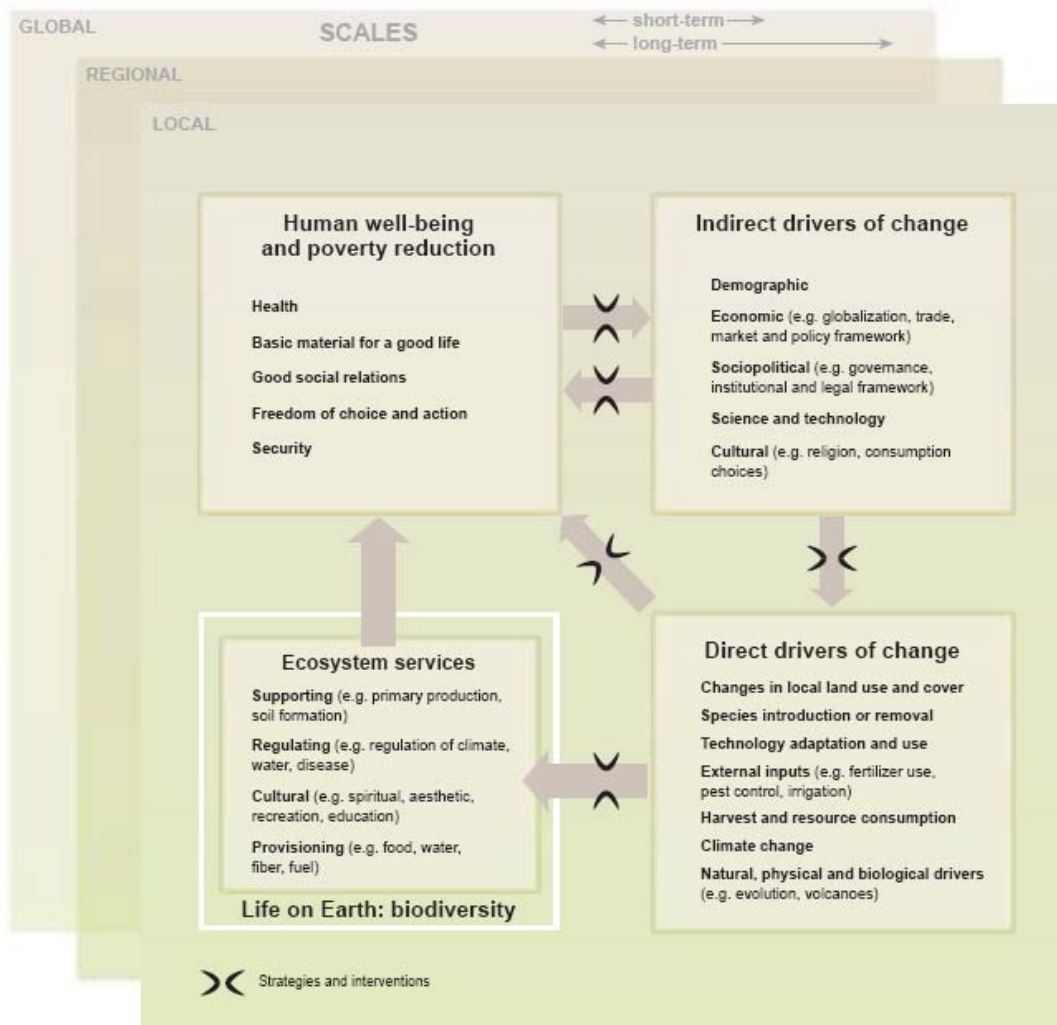 GLOBAL
SCALES
short-term
long-term
REGIONAL
LOCAL
Human well-being
and poverty reduction
Health
Basic material for a good life
Good social relations
Freedom of choice and action
Security
Indirect drivers of change
Demographic
Economic (e.g. globalization, trade,
market and policy framework)
Sociopolitical (e.g. governance,
institutional and legal framework)
Science and technology
Cultural (e.g. religion, consumption
choices)
Ecosystem services
Supporting (e.g. primary production,
soil formation)
Regulating (e.g. regulation of climate,
water, disease)
Cultural (e.g. spiritual, aesthetic,
recreation, education)
Provisioning (e.g. food, water,
fiber, fuel)
Life on Earth: biodiversity
Direct drivers of change
Changes in local land use and cover
Species introduction or removal
Technology adaptation and use
External inputs (e.g. fertilizer use,
pest control, irrigation)
Harvest and resource consumption
Climate change
Natural, physical and biological drivers
(e.g. evolution, volcanoes)
Strategies and interventions